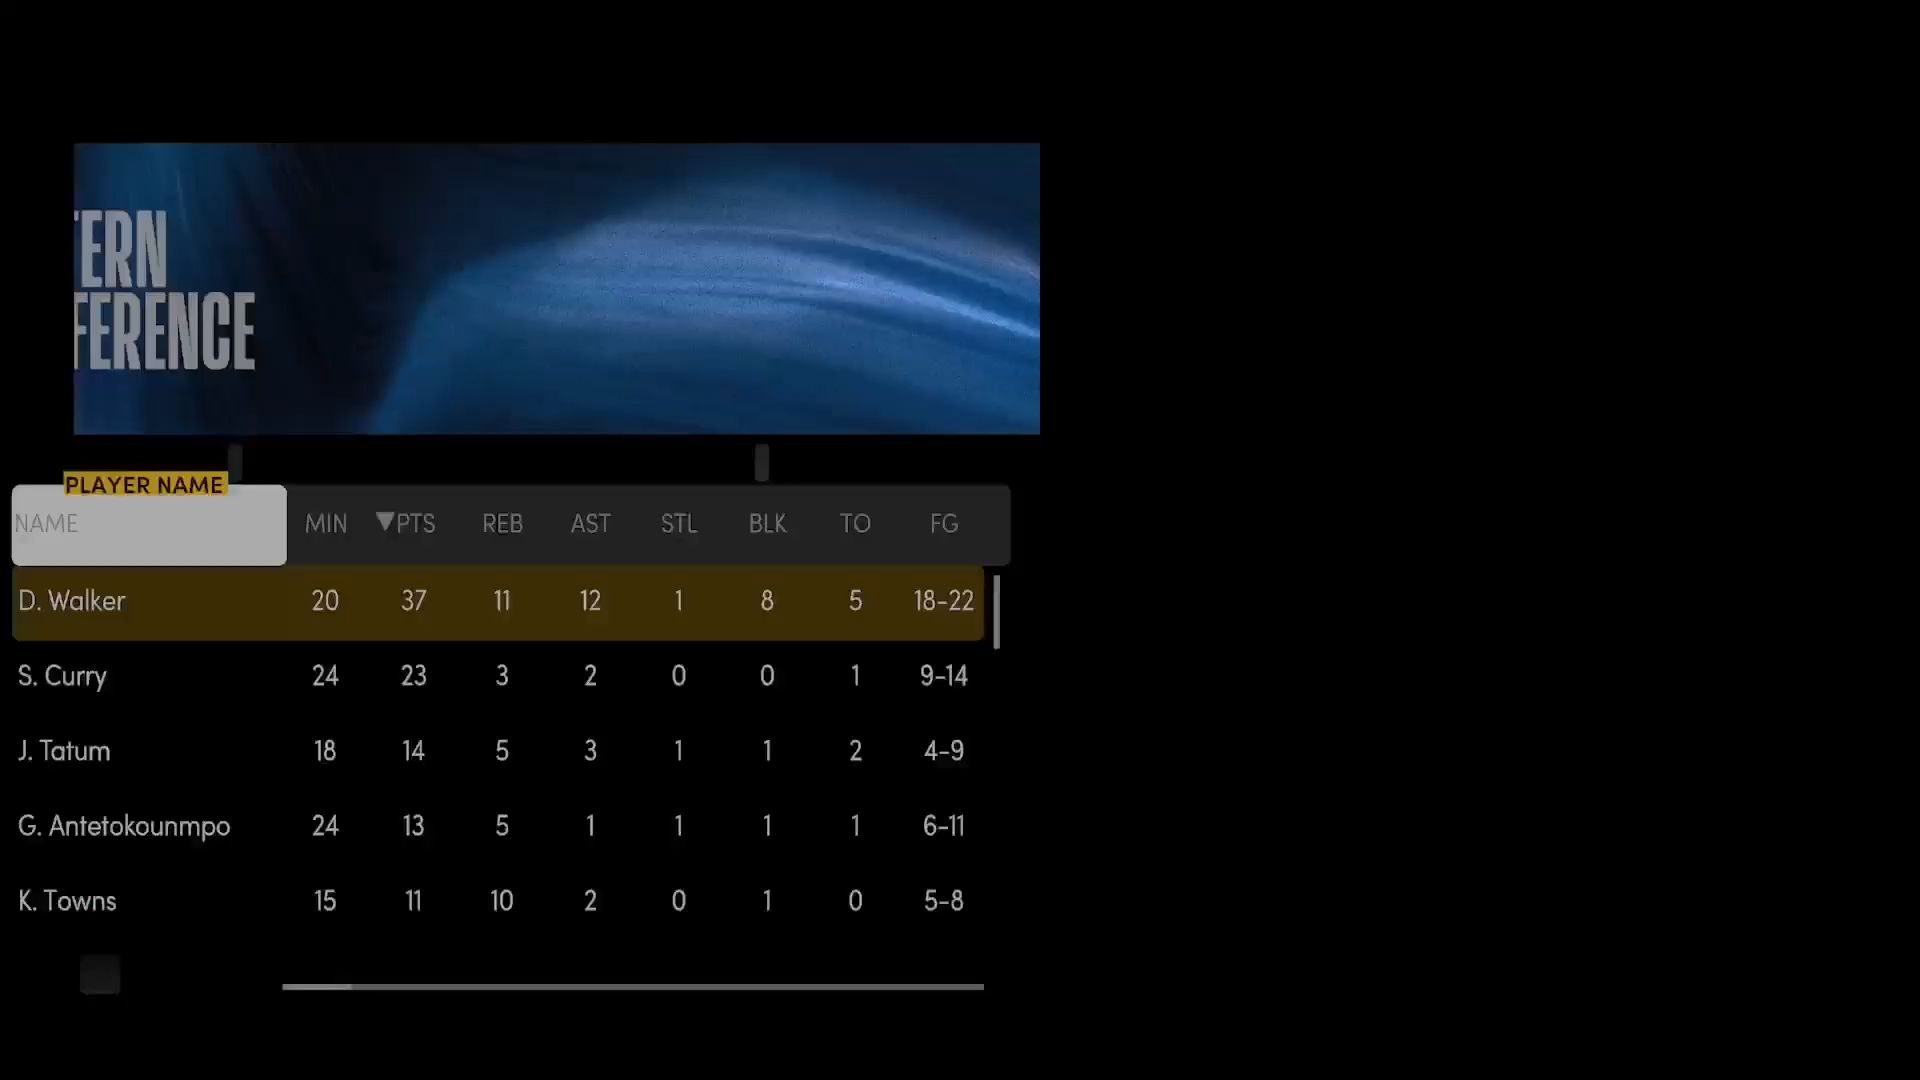 TERN
FERENCE
PLAYER NAME
NAME MIN ▼PTS REB AST STL BLK TO FG
D. Walker 20 37 11 12 1 8 5 18-22
S. Curry 24 23 3 2 0 0 1 9-14
J. Tatum 18 14 5 3 1 1 2 4-9
G. Antetokounmpo 24 13 5 1 1 1 1 6-11
K. Towns 15 11 10 2 0 1 0 5-8